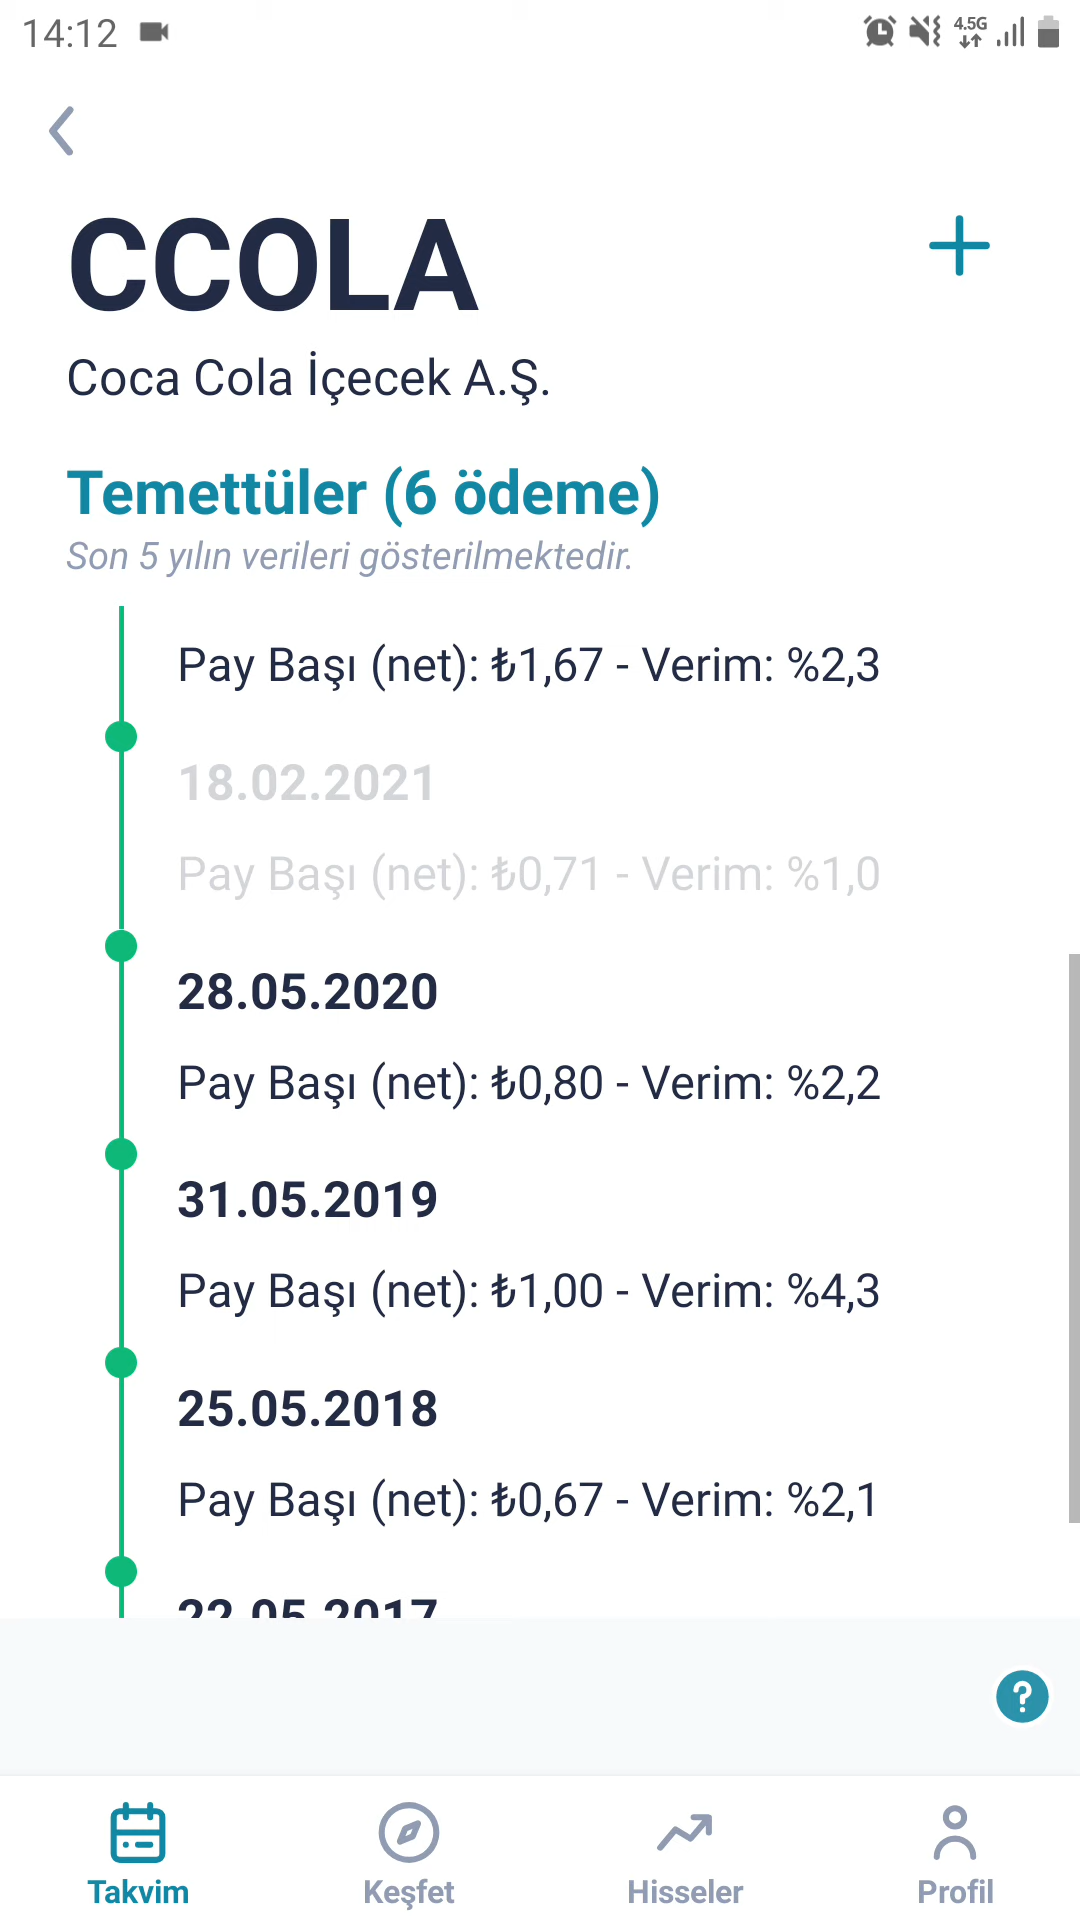 14:12
4.5G
CCOLA
Coca Cola İçecek A.Ş.
Temettüler (6 ödeme)
Son 5 yılın verileri gösterilmektedir.
Pay Başı (net): ₺1,67 - Verim: %2,3
18.02.2021
Pay Başı (net): ₺0,71 - Verim: %1,0
28.05.2020
Pay Başı (net): ₺0,80 - Verim: %2,2
31.05.2019
Pay Başı (net): ₺1,00 - Verim: %4,3
25.05.2018
Pay Başı (net): ₺0,67 - Verim: %2,1
22.05.2017
?
Takvim
Keşfet
Hisseler
Profil